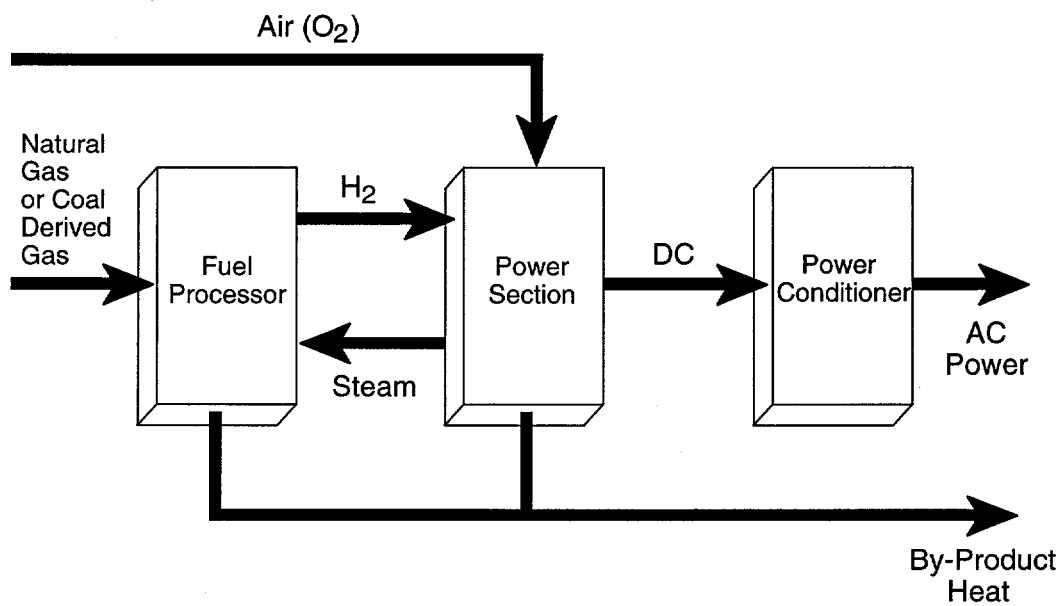 Air (O2)
Natural
Gas
or Coal
Derived
Gas
H2
Fuel
Processor
Steam
Power
Section
DC
Power
Conditioner
AC
Power
By-Product
Heat